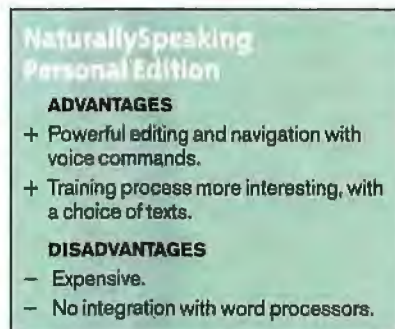 NaturallySpeaking
Personal Edition
ADVANTAGES
+ Powerful editing and navigation with
voice commands.
+ Training process more interesting, with
a choice of texts.
DISADVANTAGES
− Expensive.
− No integration with word processors.